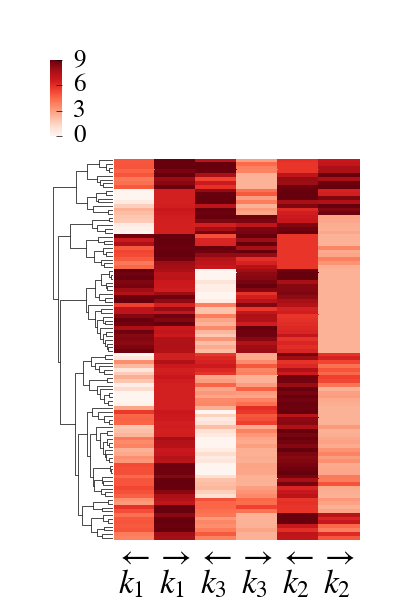 9
6
3
0
← → ← → ← →
k₁ k₁ k₃ k₃ k₂ k₂